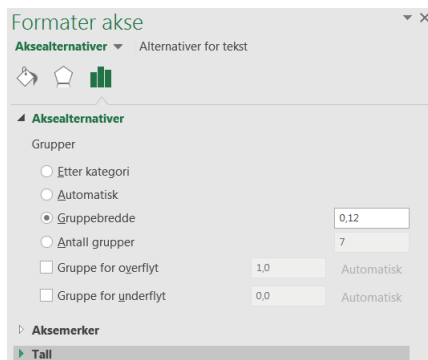 Formater akse
Aksealternativer Alternativer for tekst
Aksealternativer
Grupper
Etter kategori
Automatisk
Gruppebredde 0,12
Antall grupper 7
Gruppe for overflyt 1,0 Automatisk
Gruppe for underflyt 0,0 Automatisk
Aksemerker
Tall